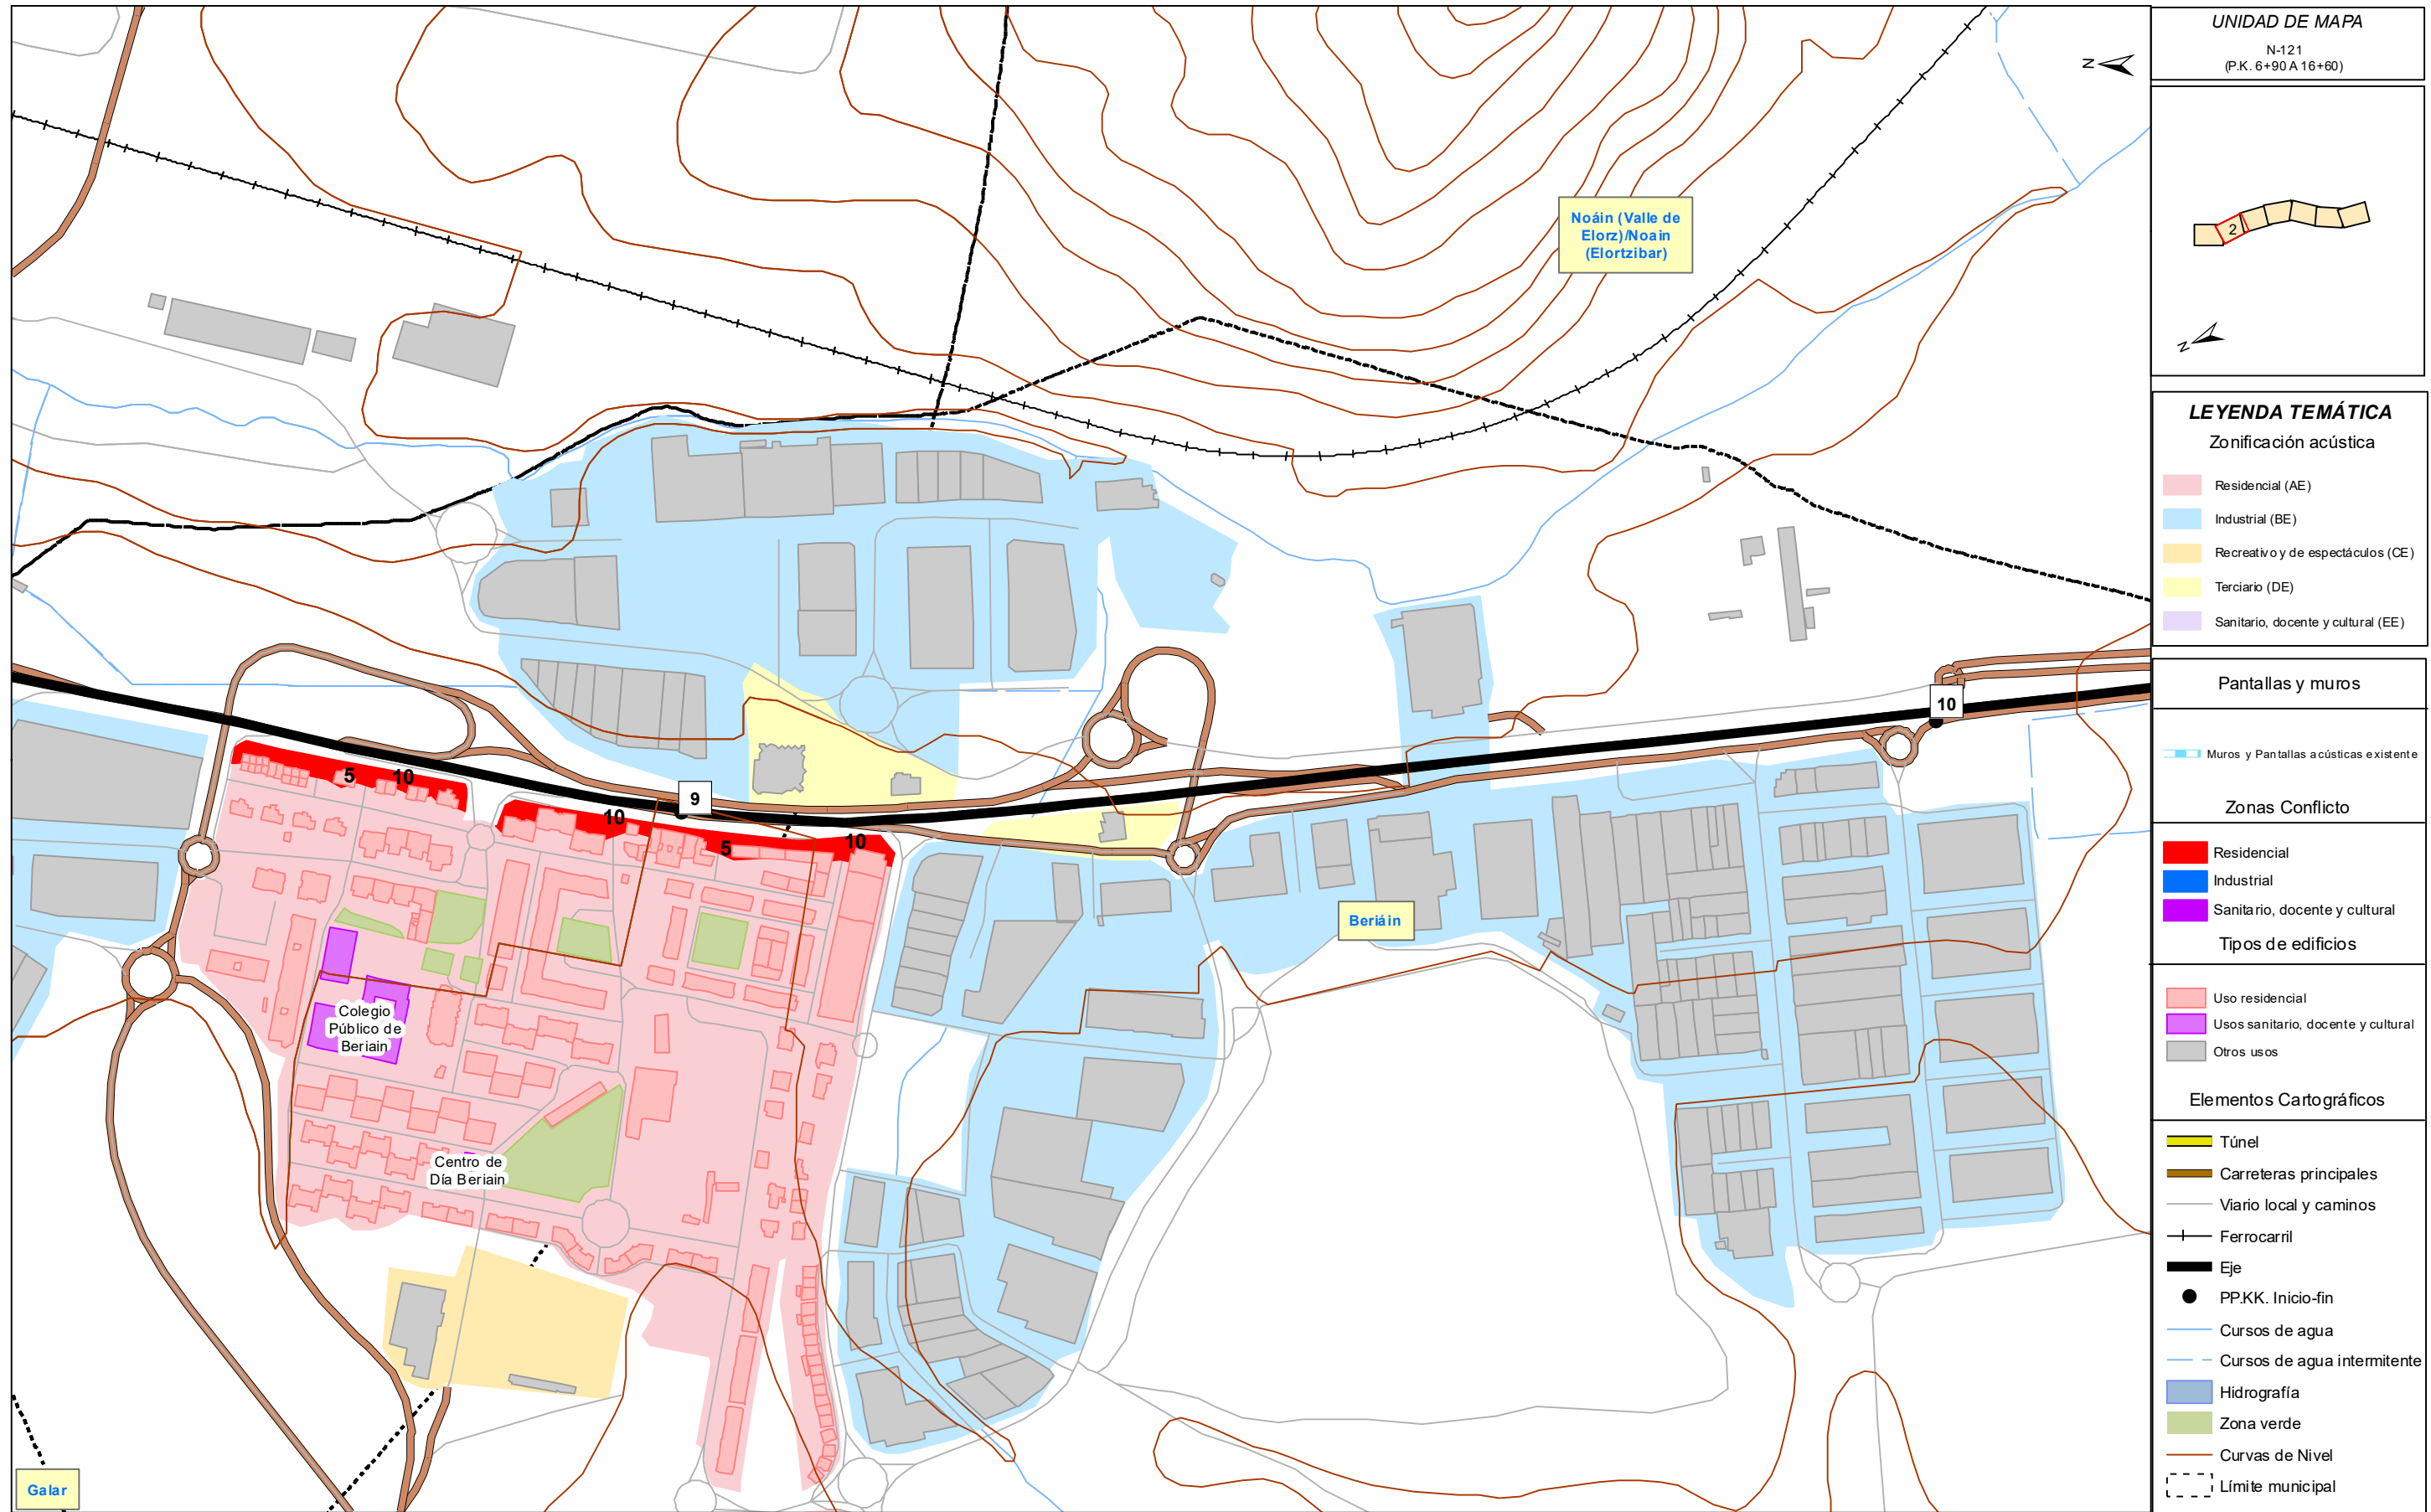 UNIDAD DE MAPA
N-121
(P.K. 6+90 A 16+60)
N
2
N
LEYENDA TEMÁTICA
Zonificación acústica
Residencial (AE)
Industrial (BE)
Recreativo y de espectáculos (CE)
Terciario (DE)
Sanitario, docente y cultural (EE)
Pantallas y muros
Muros y Pantallas acústicas existente
Zonas Conflicto
Residencial
Industrial
Sanitario, docente y cultural
Tipos de edificios
Uso residencial
Usos sanitario, docente y cultural
Otros usos
Elementos Cartográficos
Túnel
Carreteras principales
Viario local y caminos
Ferrocarril
Eje
PP.KK. Inicio-fin
Cursos de agua
Cursos de agua intermitente
Hidrografía
Zona verde
Curvas de Nivel
Límite municipal
Noáin (Valle de
Elorz)/Noain
(Elortzibar)
10
9
5
10
10
5
10
Beriáin
Colegio
Público de
Beriain
Centro de
Día Beriain
Galar